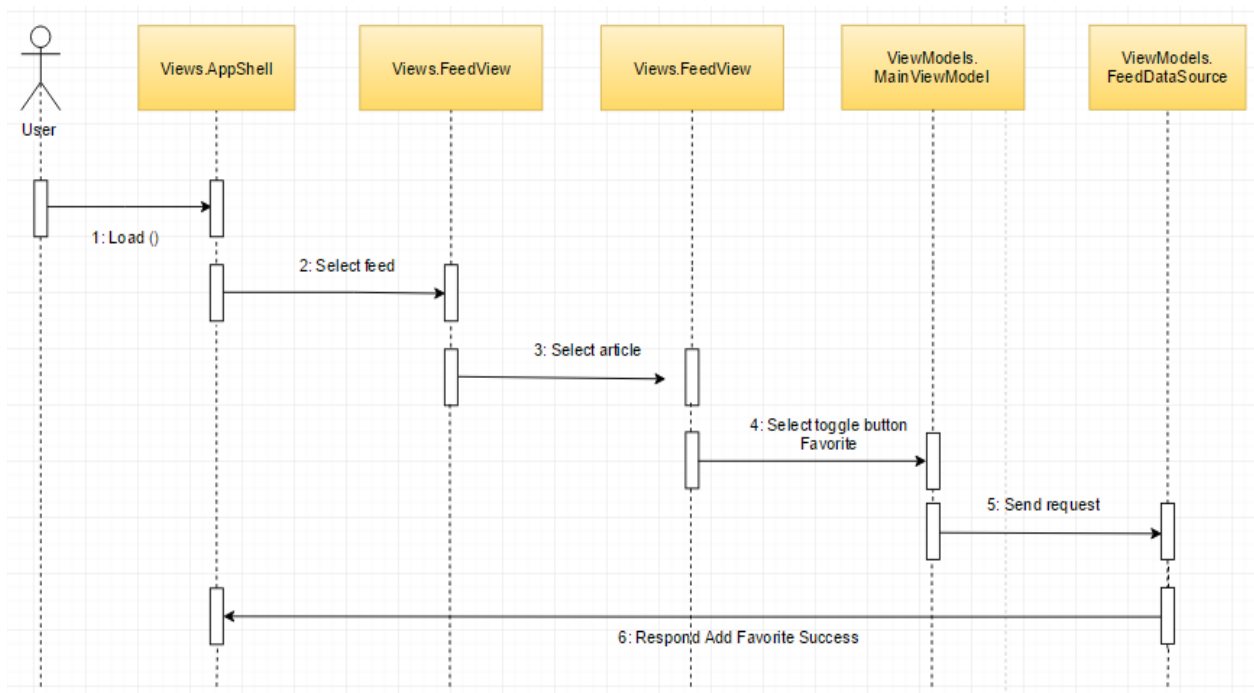 User
Views.AppShell
Views.FeedView
Views.FeedView
ViewModels.
MainViewModel
ViewModels.
FeedDataSource
1: Load ()
2: Select feed
3: Select article
4: Select toggle button
Favorite
5: Send request
6: Respond Add Favorite Success